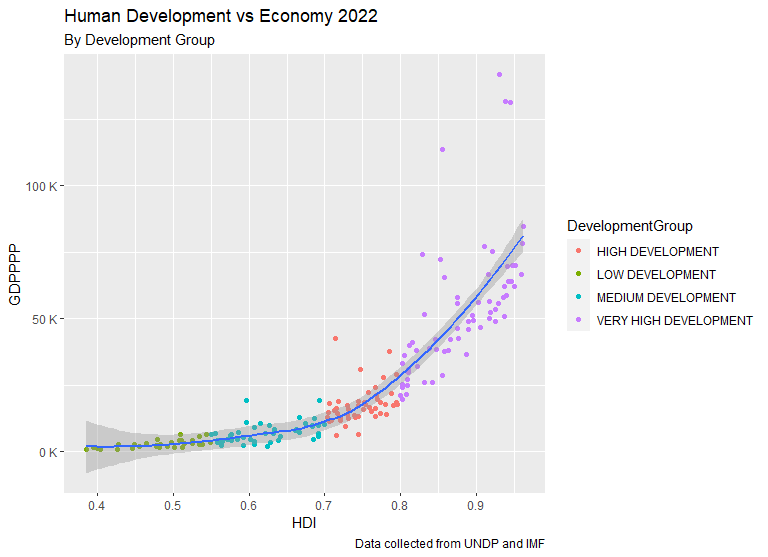 Human Development vs Economy 2022
By Development Group
100 K
50 K
0 K
GDPPPP
0.4 0.5 0.6 0.7 0.8 0.9
HDI
DevelopmentGroup
HIGH DEVELOPMENT
LOW DEVELOPMENT
MEDIUM DEVELOPMENT
VERY HIGH DEVELOPMENT
Data collected from UNDP and IMF